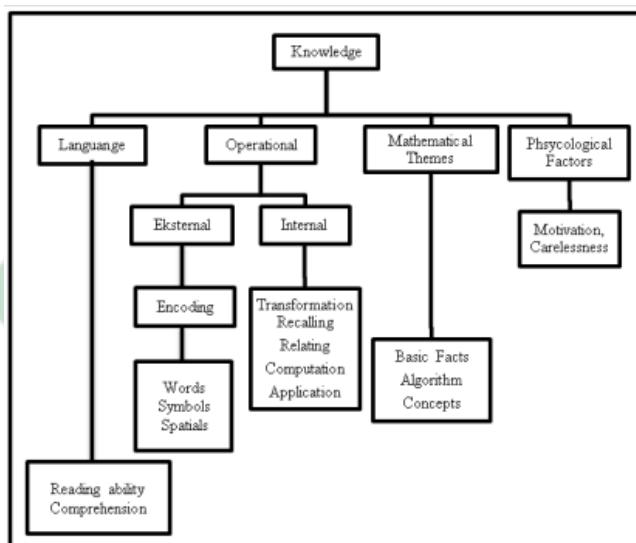 Knowledge
Languange
Operational
Mathematical
Themes
Phsycological
Factors
Eksternal
Internal
Motivation,
Carelessness
Encoding
Transformation
Recalling
Relating
Computation
Application
Basic Facts
Algorithm
Concepts
Words
Symbols
Spatials
Reading ability
Comprehension